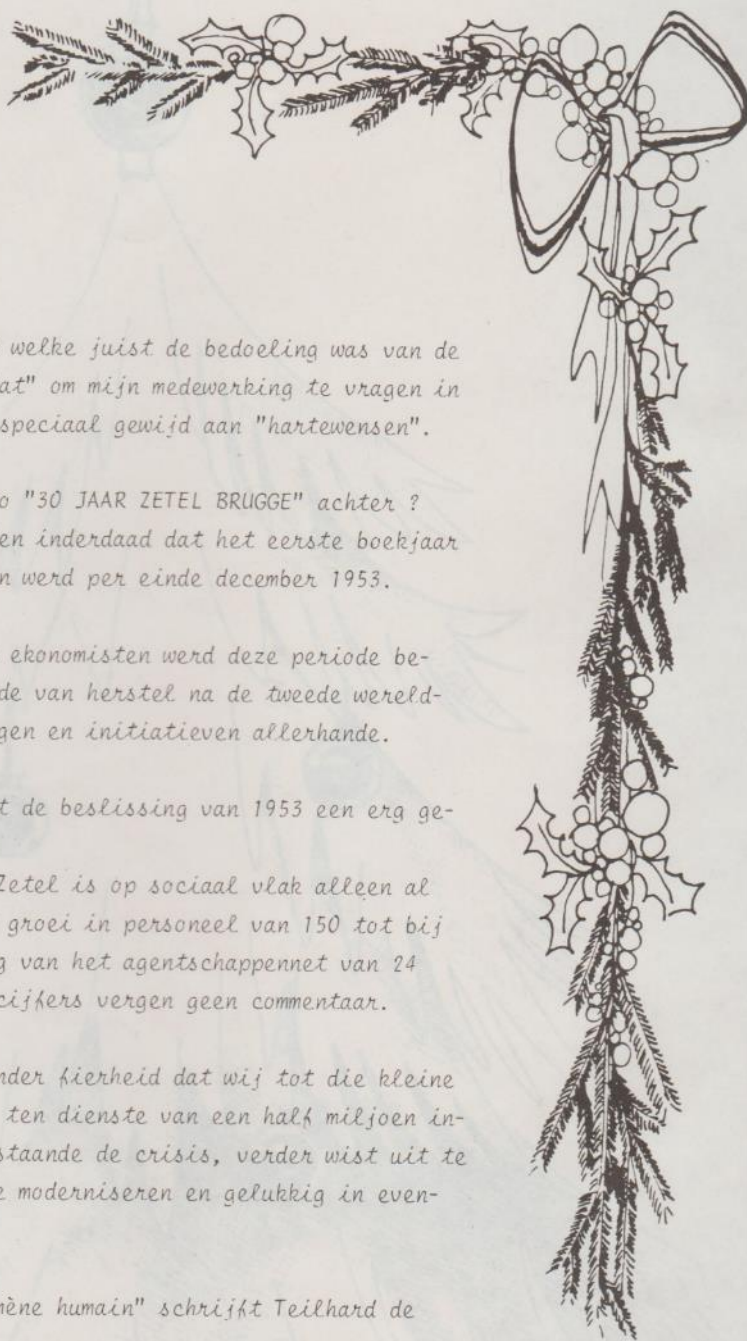 welke juist de bedoeling was van de
at" om mijn medewerking te vragen in
speciaal gewijd aan "hartewensen".
o "30 JAAR ZETEL BRUGGE" achter ?
en inderdaad dat het eerste boekjaar
n werd per einde december 1953.
ekonomisten werd deze periode be-
de van herstel na de tweede wereld-
gen en initiatieven allerhande.
t de beslissing van 1953 een erg ge-
Zetel is op sociaal vlak alleen al
groei in personeel van 150 tot bij
g van het agentschappennet van 24
cijfers vergen geen commentaar.
nder fierheid dat wij tot die kleine
ten dienste van een half miljoen in-
staande de crisis, verder wist uit te
e moderniseren en gelukkig in even-
mène humain" schrijft Teilhard de